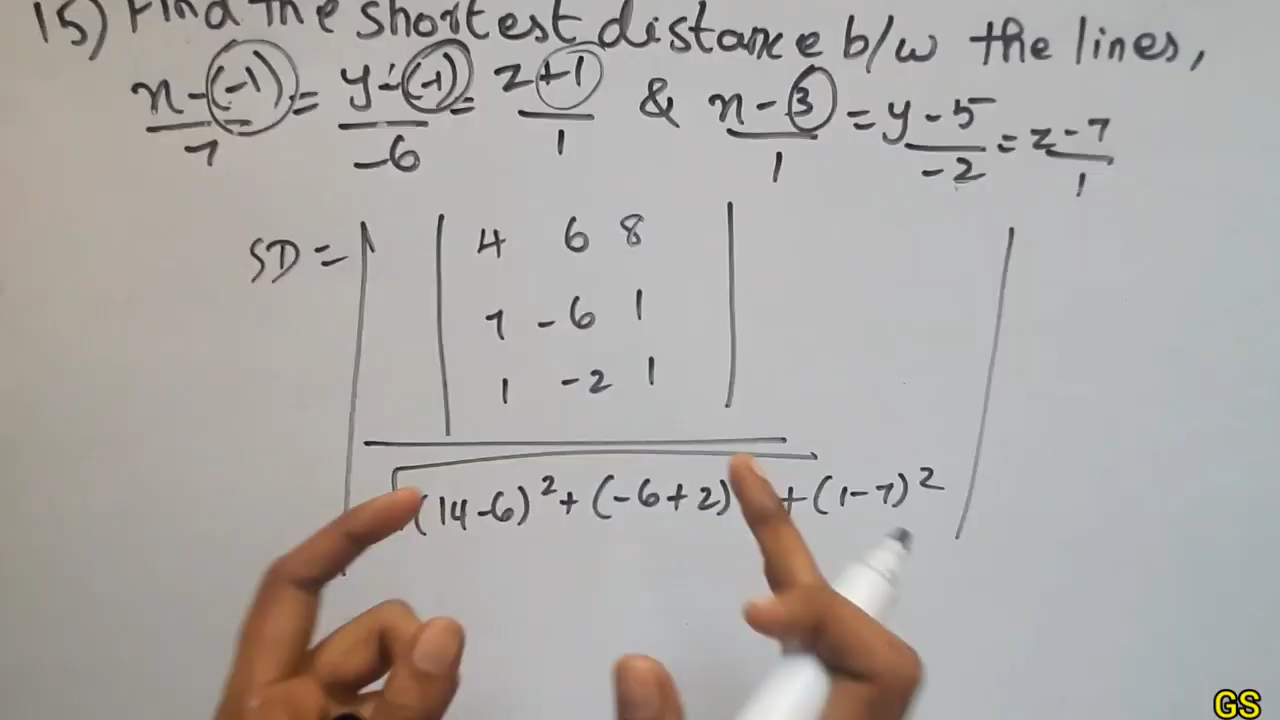 15) Find the shortest distance b/w the lines,
x-(-1)/7 = y-(-1)/-6 = z+1/1 & x-3/1 = y-5/-2 = z-7/1
SD =
4 6 8
7 -6 1
1 -2 1
(14-6)² + (-6+2) + (1-7)²
GS